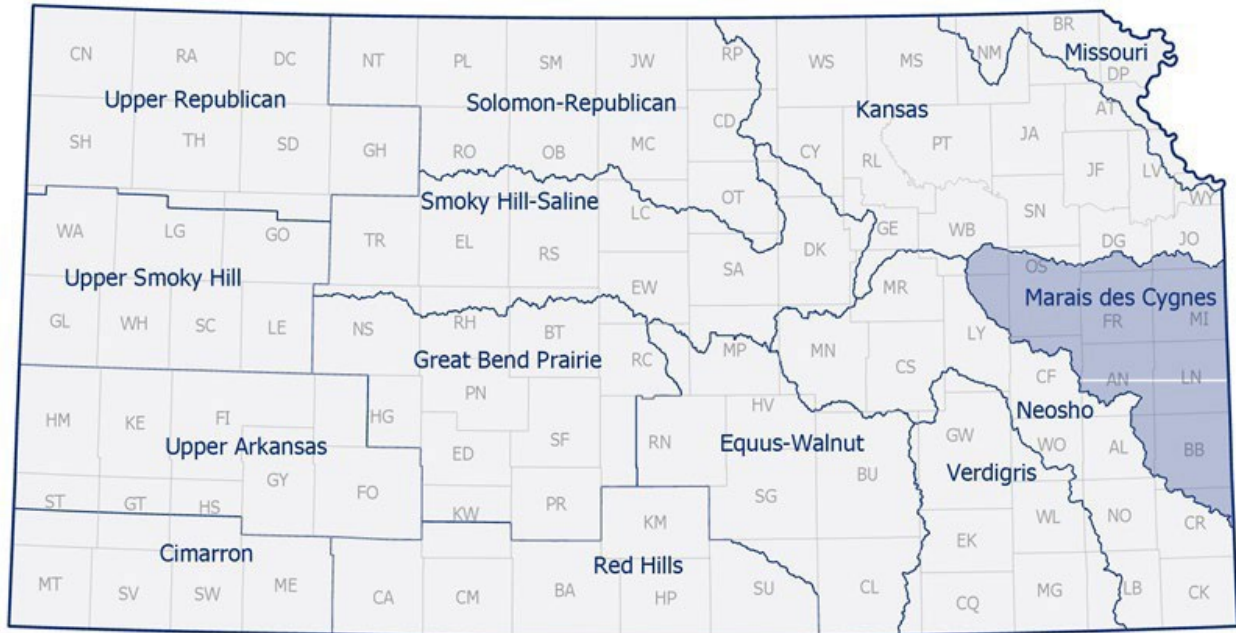 BR
CN RA DC NT PL SM JW RP WS MS NM Missouri
DP
Upper Republican Solomon-Republican Kansas AT
SH TH SD GH RO OB MC CD CY RL PT JA JF LV WY
Smoky Hill-Saline OT SN
WA LG GO TR EL RS LC GE WB DG JO
Upper Smoky Hill SA DK OS
EW MR Marais des Cygnes
GL WH SC LE NS RH BT FR MI
Great Bend Prairie RC MP MN CS LY CF AN LN
PN HV Neosho
HM KE FI HG
Upper Arkansas ED SF RN Equus-Walnut GW WO AL BB
GY FO BU Verdigris
ST GT HS KW PR SG WL NO
KM EK CR
Cimarron Red Hills
MT SV SW ME CA CM BA HP SU CL CQ MG LB CK